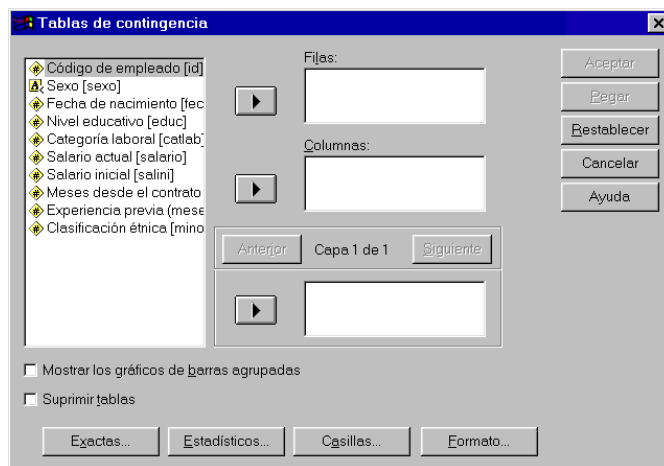 Tablas de contingencia
Código de empleado [id]
Sexo [sexo]
Fecha de nacimiento [fec
Nivel educativo [educ]
Categoría laboral [catlab]
Salario actual [salario]
Salario inicial [salini]
Meses desde el contrato
Experiencia previa (mese
Clasificación étnica [mino
Filas:
Columnas:
Anterior
Capa 1 de 1
Siguiente
Aceptar
Pegar
Restablecer
Cancelar
Ayuda
Mostrar los gráficos de barras agrupadas
Suprimir tablas
Exactas...
Estadísticos...
Casillas...
Formato...